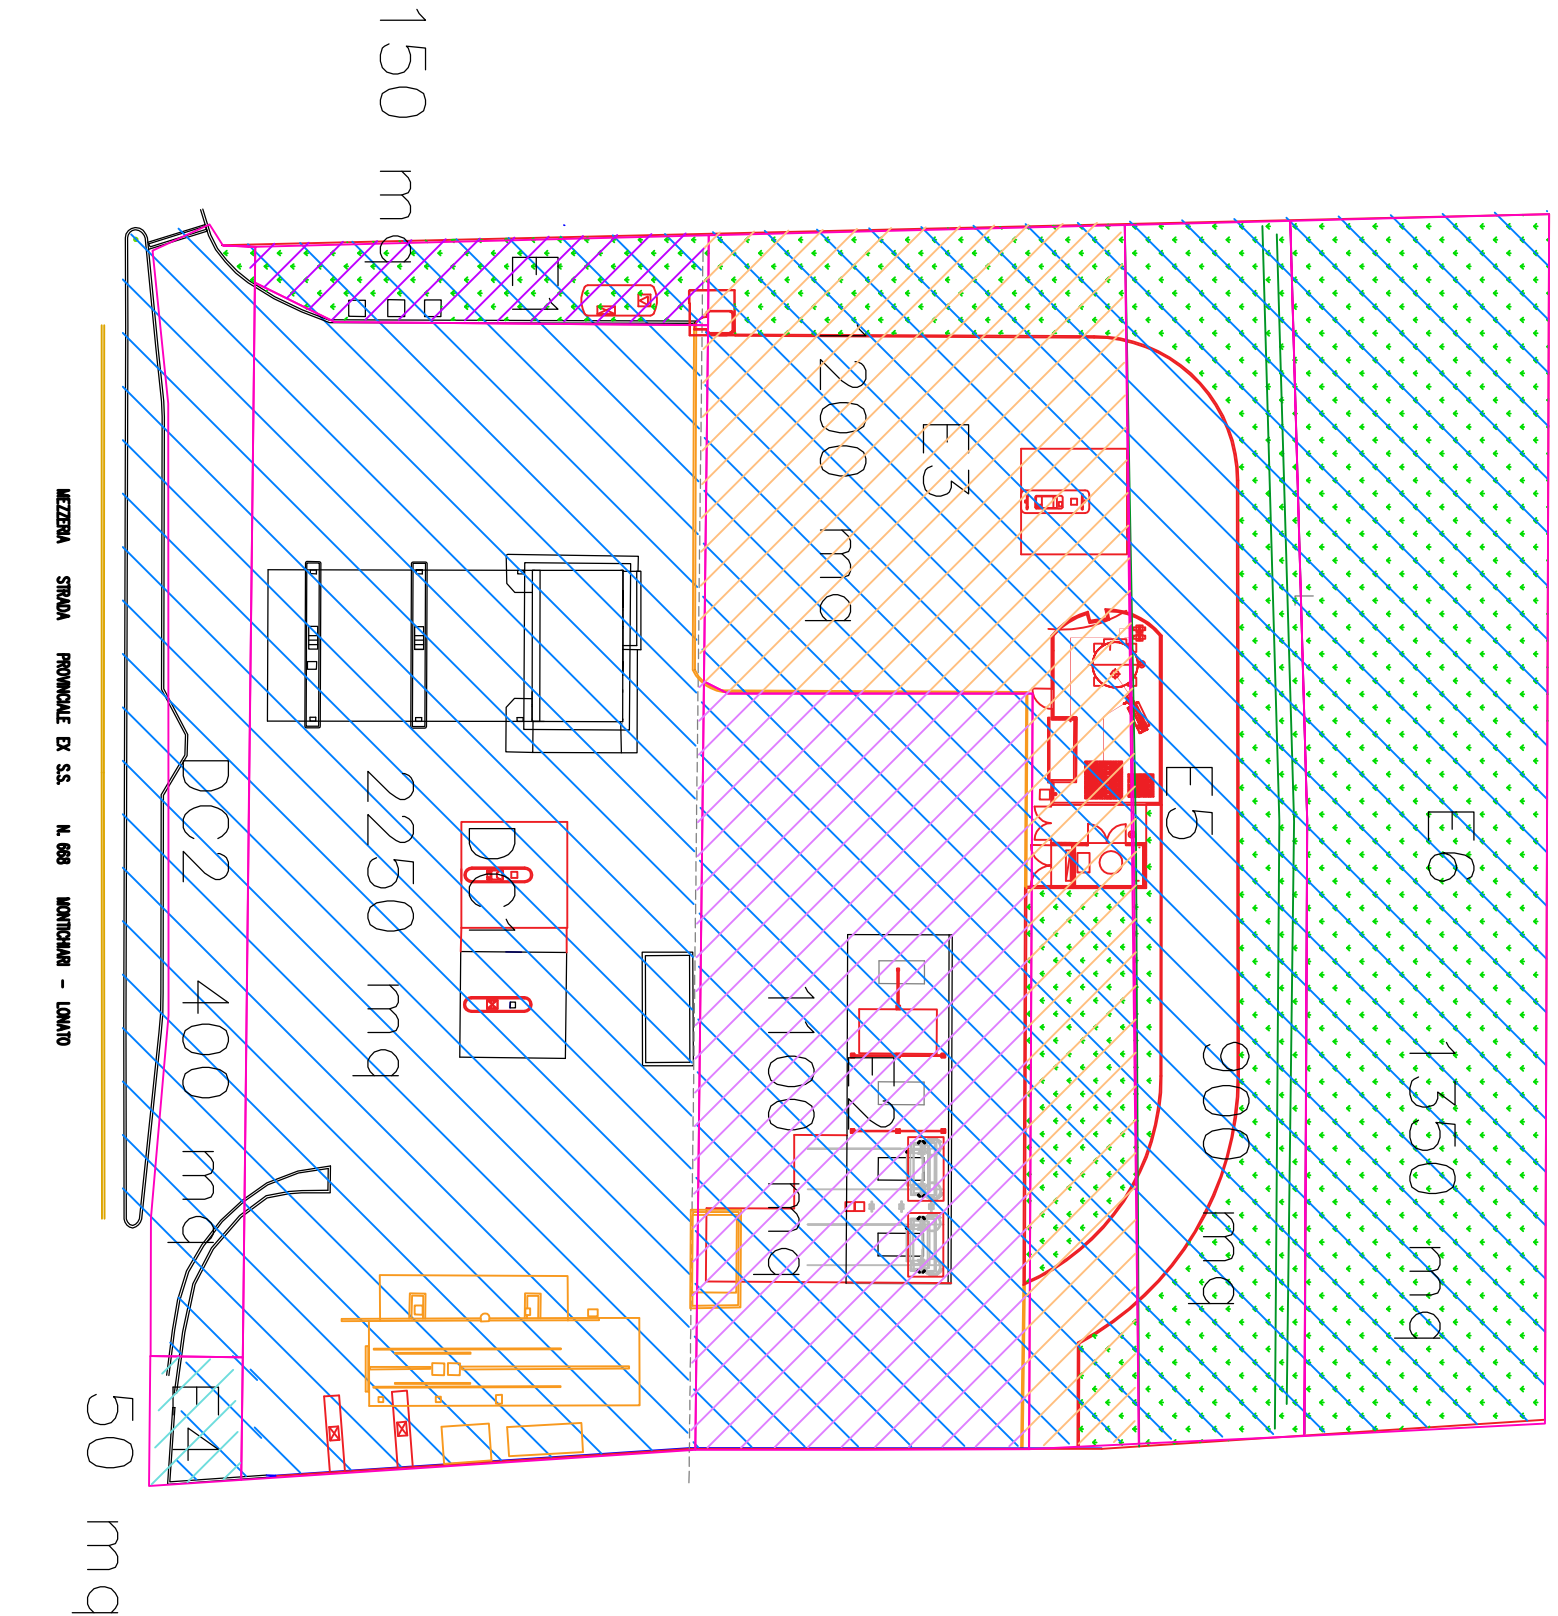 E6
1350 mq
E5
900 mq
E3
1200 mq
E2
1100 mq
E1
150 mq
DC1
2250 mq
DC2
400 mq
E4
50 mq
MEZZERIA STRADA PROVINCIALE EX S.S. N. 668 MONTICHIARI - LONATO